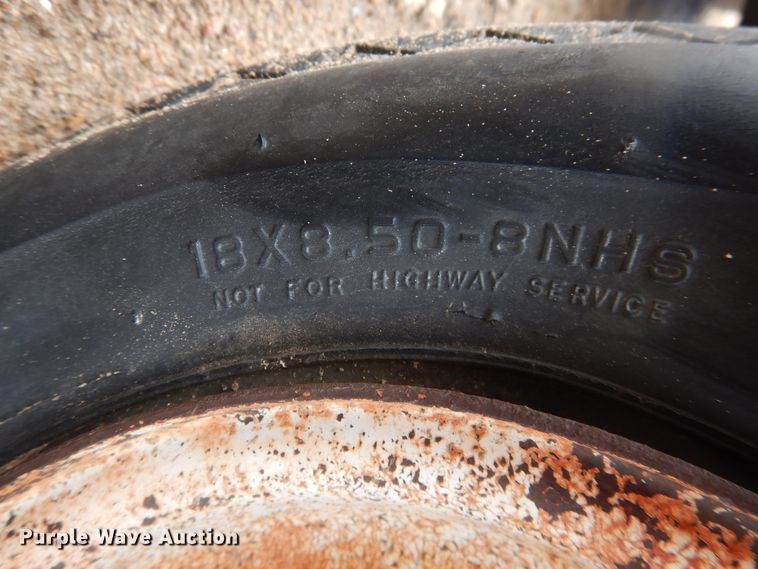 18X8.50-8NHS
NOT FOR HIGHWAY SERVICE
Purple Wave Auction